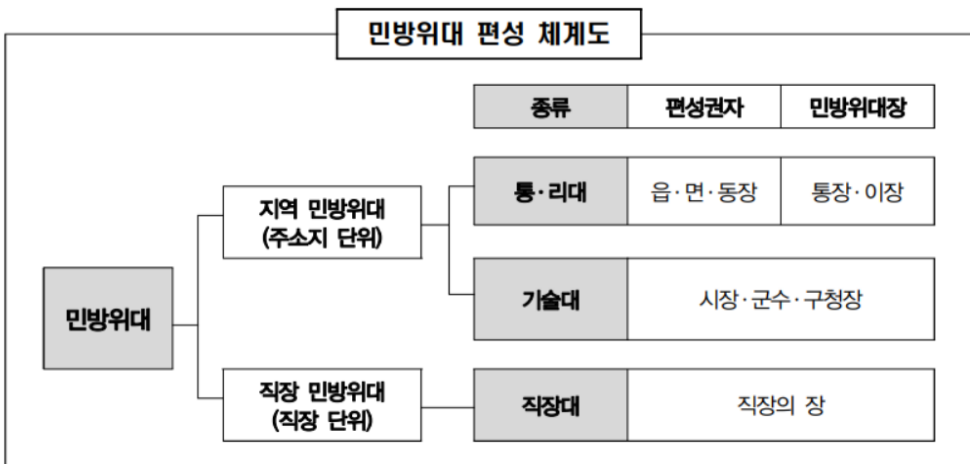 민방위대 편성 체계도
종류 편성권자 민방위대장
통·리대 읍·면·동장 통장·이장
지역 민방위대
(주소지 단위)
기술대 시장·군수·구청장
민방위대
직장 민방위대
(직장 단위)
직장대 직장의 장